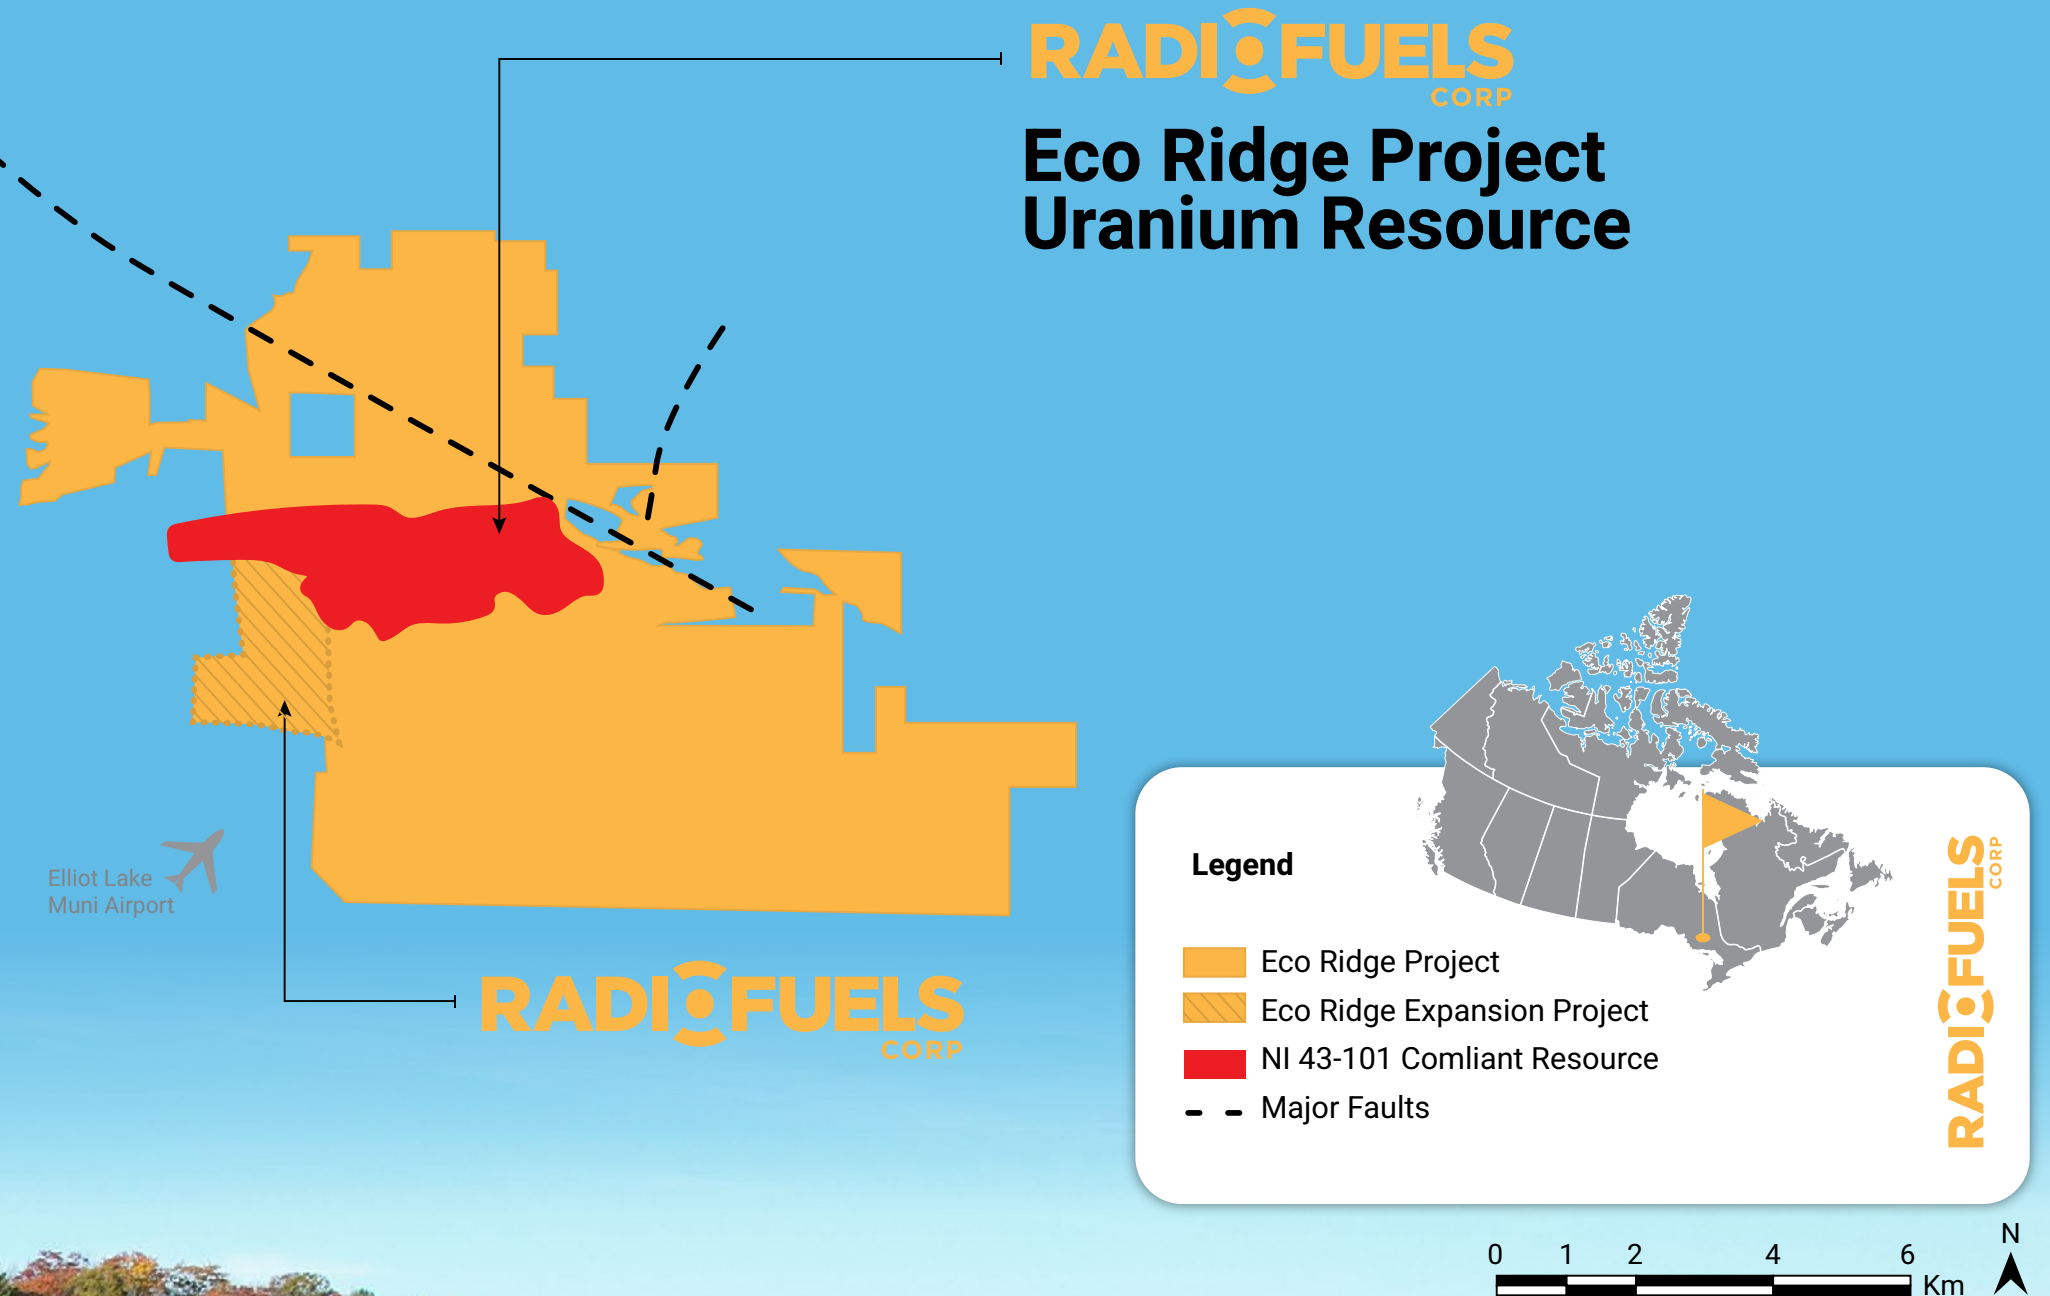 RADIOFUELS
CORP
Eco Ridge Project
Uranium Resource
Elliot Lake
Muni Airport
RADIOFUELS
CORP
Legend
Eco Ridge Project
Eco Ridge Expansion Project
NI 43-101 Comliant Resource
Major Faults
RADIOFUELS
CORP
0 1 2 4 6
Km
N